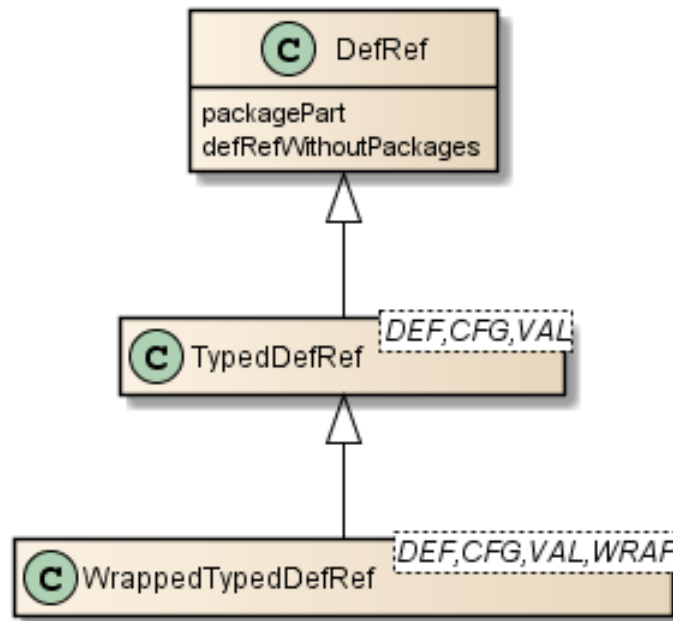 C DefRef
packagePart
defRefWithoutPackages
DEF,CFG,VAL
C TypedDefRef
DEF,CFG,VAL,WRAP
C WrappedTypedDefRef